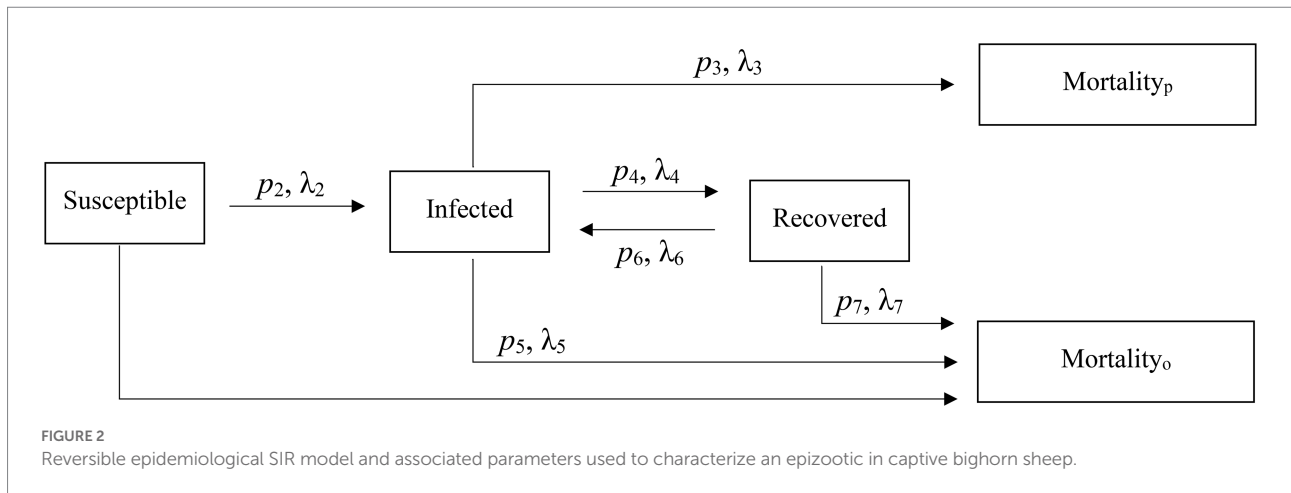 p₃, λ₃
Mortalityₚ
Susceptible
p₂, λ₂
Infected
p₄, λ₄
Recovered
p₆, λ₆
p₇, λ₇
p₅, λ₅
Mortalityₒ
FIGURE 2
Reversible epidemiological SIR model and associated parameters used to characterize an epizootic in captive bighorn sheep.